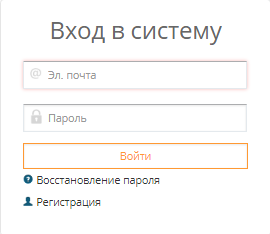 Вход в систему
@ Эл. почта
Пароль
Войти
Восстановление пароля
Регистрация